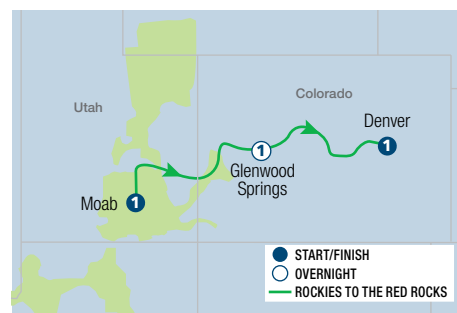 Utah
Colorado
Denver
1
1
Glenwood
Springs
Moab
1
START/FINISH
OVERNIGHT
ROCKIES TO THE RED ROCKS